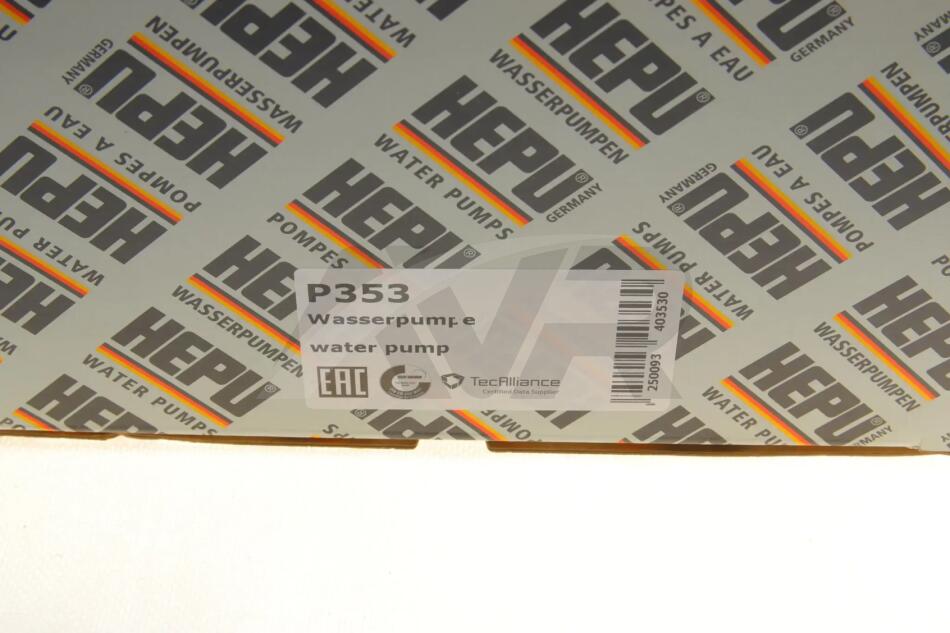 HEPU®
GERMANY
WASSERPUMPEN
WATER PUMPS
POMPES A EAU
P353
Wasserpumpe
water pump
EAC
TecAlliance
Certified Data Supplier
250093 403530